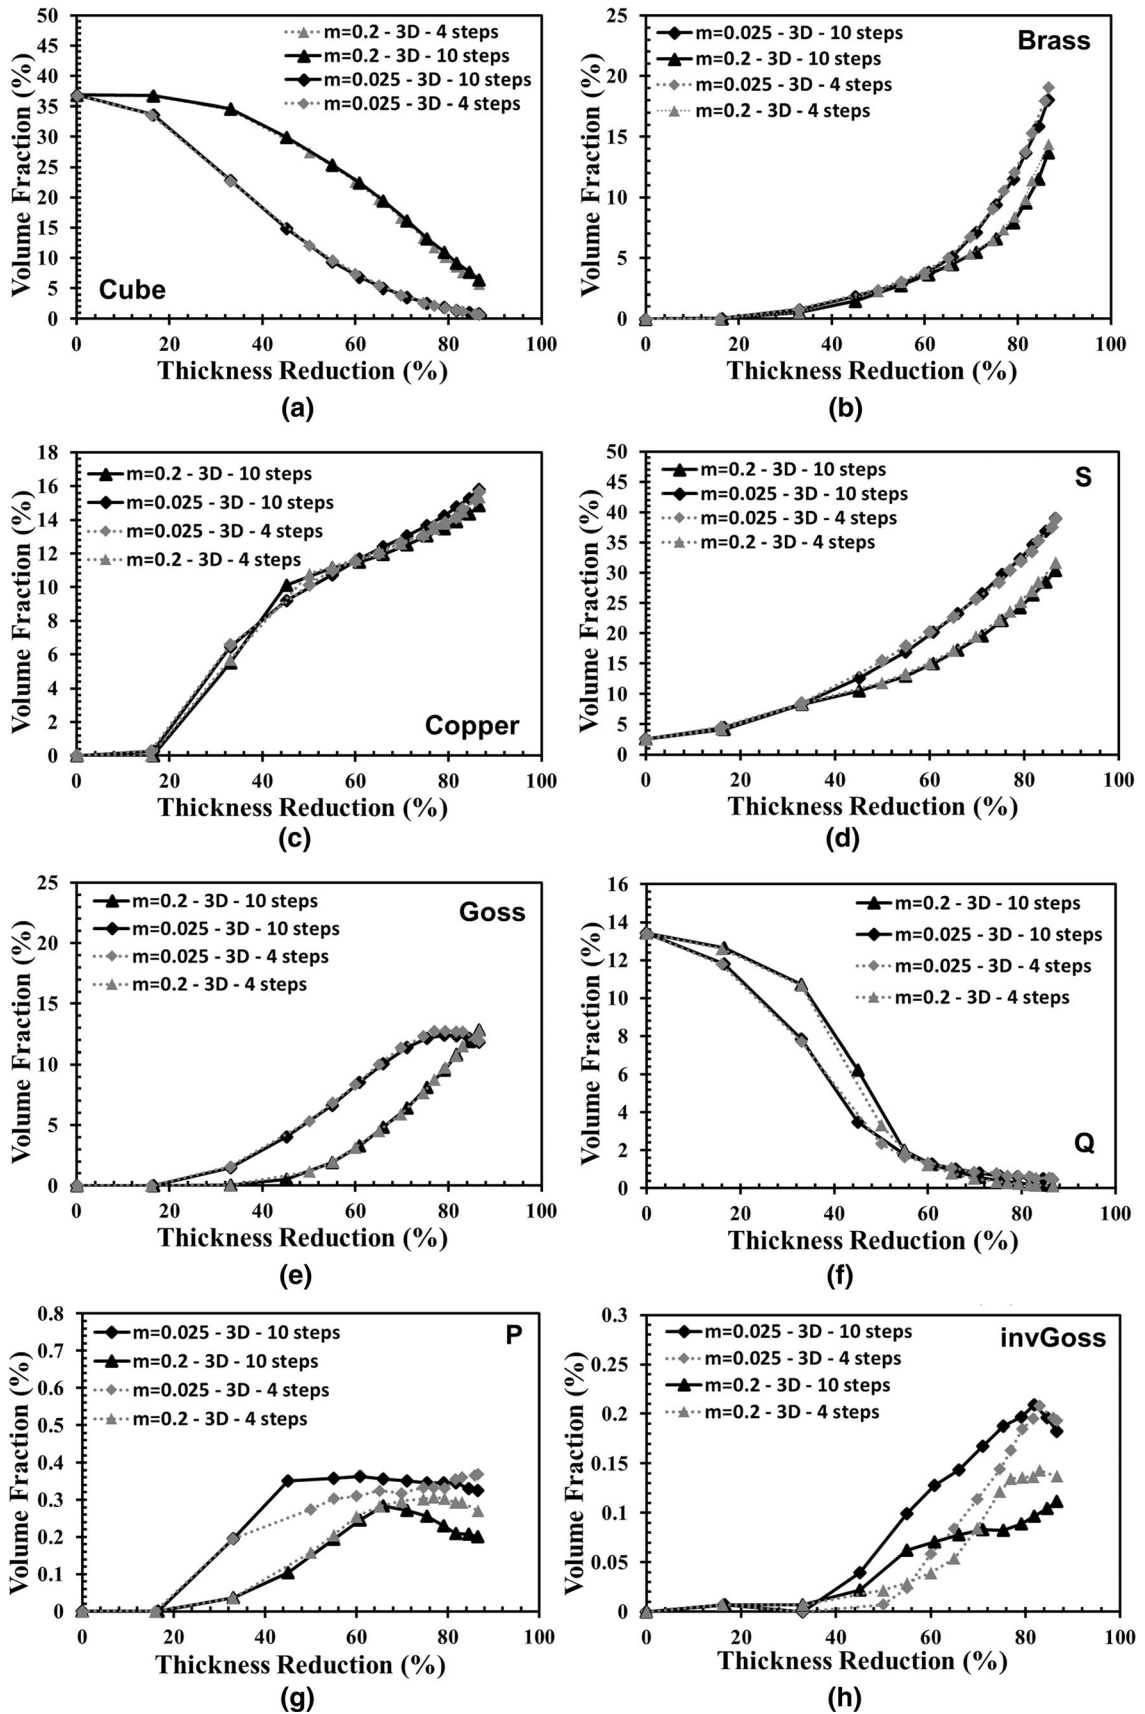 50
45
40
35
30
25
20
15
10
5
0
Volume Fraction (%)
m=0.2 - 3D - 4 steps
m=0.2 - 3D - 10 steps
m=0.025 - 3D - 10 steps
m=0.025 - 3D - 4 steps
Cube
0 20 40 60 80 100
Thickness Reduction (%)
(a)
25
20
15
10
5
0
Volume Fraction (%)
m=0.025 - 3D - 10 steps
m=0.2 - 3D - 10 steps
m=0.025 - 3D - 4 steps
m=0.2 - 3D - 4 steps
Brass
0 20 40 60 80 100
Thickness Reduction (%)
(b)
18
16
14
12
10
8
6
4
2
0
Volume Fraction (%)
m=0.2 - 3D - 10 steps
m=0.025 - 3D - 10 steps
m=0.025 - 3D - 4 steps
m=0.2 - 3D - 4 steps
Copper
0 20 40 60 80 100
Thickness Reduction (%)
(c)
50
45
40
35
30
25
20
15
10
5
0
Volume Fraction (%)
m=0.2 - 3D - 10 steps
m=0.025 - 3D - 10 steps
m=0.025 - 3D - 4 steps
m=0.2 - 3D - 4 steps
S
0 20 40 60 80 100
Thickness Reduction (%)
(d)
25
20
15
10
5
0
Volume Fraction (%)
m=0.2 - 3D - 10 steps
m=0.025 - 3D - 10 steps
m=0.025 - 3D - 4 steps
m=0.2 - 3D - 4 steps
Goss
0 20 40 60 80 100
Thickness Reduction (%)
(e)
16
14
12
10
8
6
4
2
0
Volume Fraction (%)
m=0.2 - 3D - 10 steps
m=0.025 - 3D - 10 steps
m=0.025 - 3D - 4 steps
m=0.2 - 3D - 4 steps
Q
0 20 40 60 80 100
Thickness Reduction (%)
(f)
0.8
0.7
0.6
0.5
0.4
0.3
0.2
0.1
0
Volume Fraction (%)
m=0.025 - 3D - 10 steps
m=0.2 - 3D - 10 steps
m=0.025 - 3D - 4 steps
m=0.2 - 3D - 4 steps
P
0 20 40 60 80 100
Thickness Reduction (%)
(g)
0.3
0.25
0.2
0.15
0.1
0.05
0
Volume Fraction (%)
m=0.025 - 3D - 10 steps
m=0.025 - 3D - 4 steps
m=0.2 - 3D - 10 steps
m=0.2 - 3D - 4 steps
invGoss
0 20 40 60 80 100
Thickness Reduction (%)
(h)